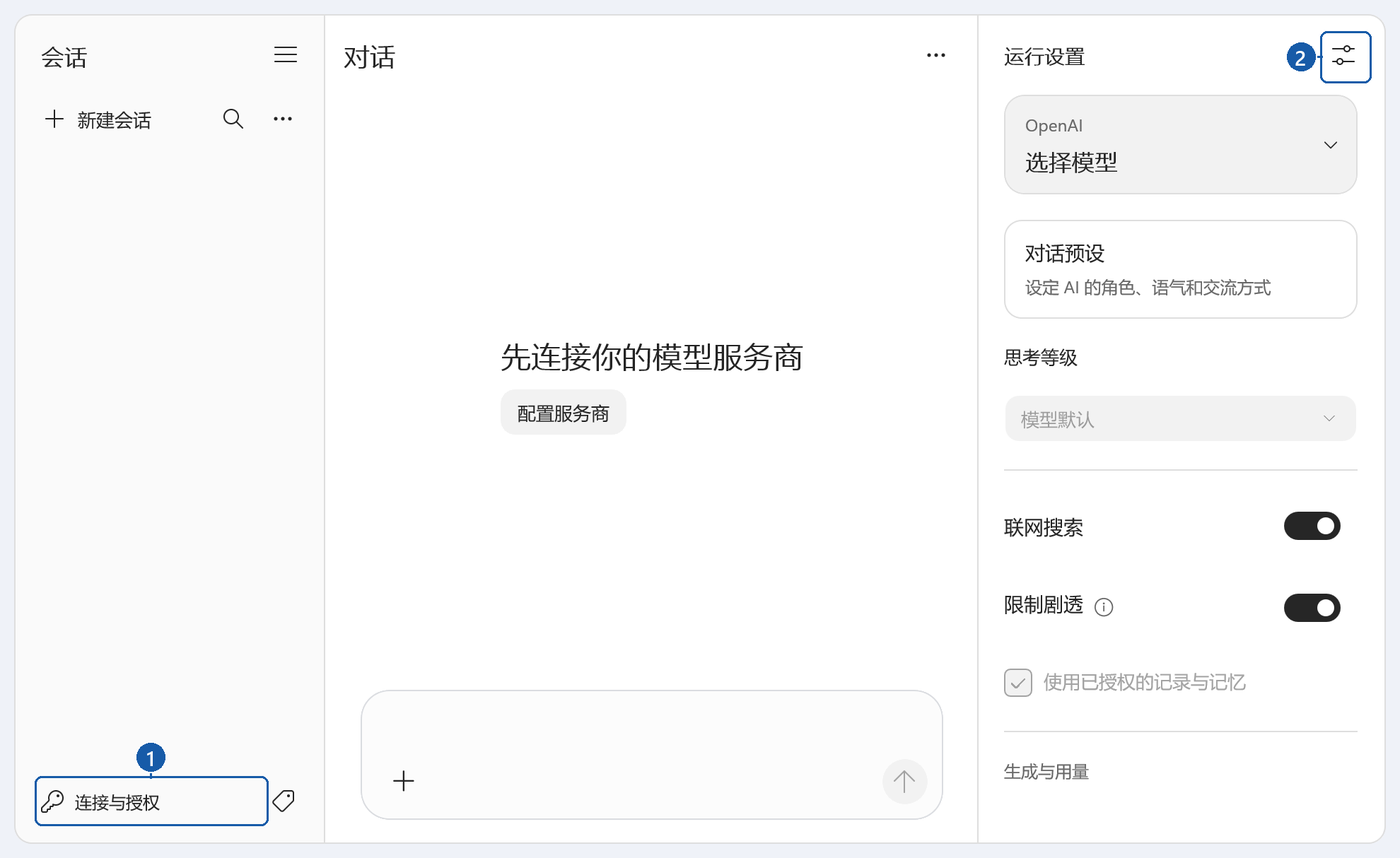 会话
新建会话
1
连接与授权
对话
先连接你的模型服务商
配置服务商
运行设置
2
OpenAI
选择模型
对话预设
设定 AI 的角色、语气和交流方式
思考等级
模型默认
联网搜索
限制剧透
使用已授权的记录与记忆
生成与用量